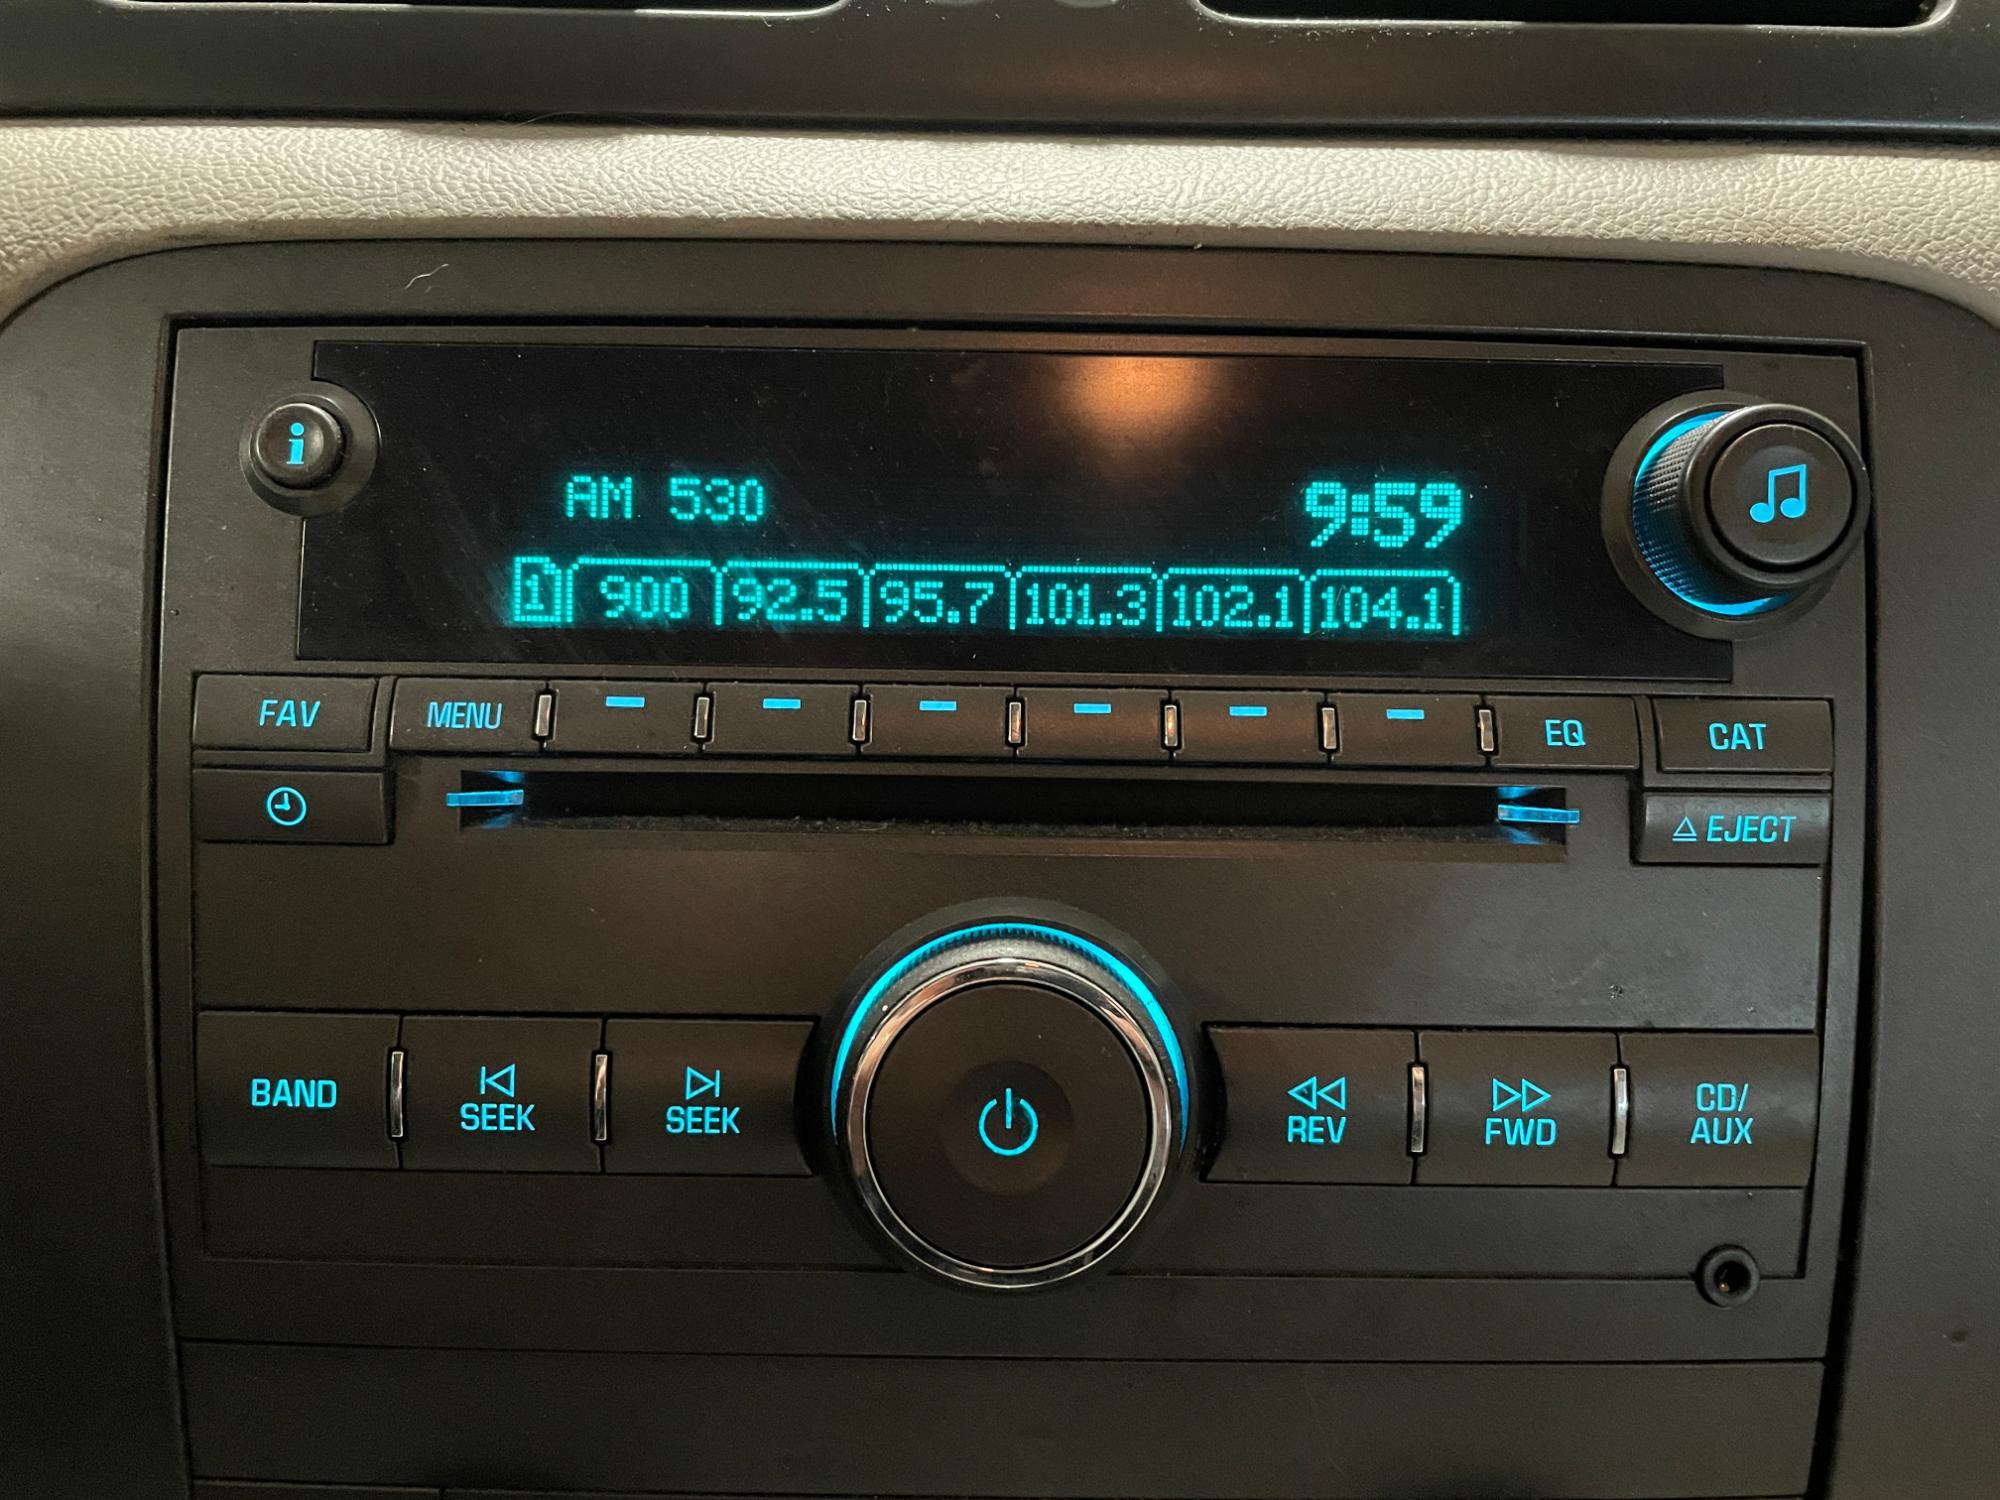 i
AM 530 9:59
1 900 92.5 95.7 101.3 102.1 104.1
FAV MENU EQ CAT
EJECT
BAND SEEK SEEK REV FWD CD/
AUX